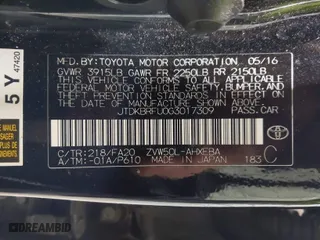 MFD.BY:TOYOTA MOTOR CORPORATION 05/16
GVWR 3915LB GAWR FR 2250LB RR 2150LB
THIS VEHICLE CONFORMS TO ALL APPLICABLE
FEDERAL MOTOR VEHICLE SAFETY, BUMPER, AND
THEFT PREVENTION STANDARDS IN EFFECT ON
THE DATE OF MANUFACTURE SHOWN ABOVE.
JTDKBRFU0G3017309 PASS.CAR
C/TR:218/FA20 ZVW50L-AHXEBA
A/TM:-01A/P610 MADE IN JAPAN 183 C
5 Y
47420